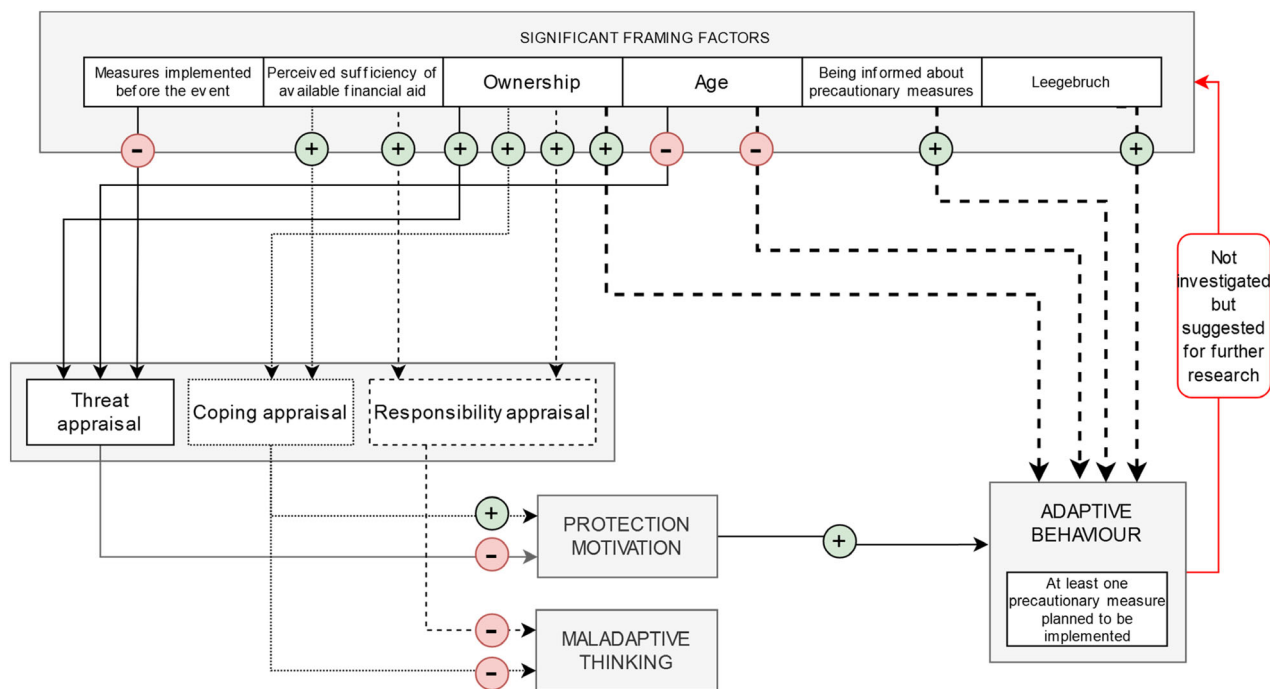 SIGNIFICANT FRAMING FACTORS
Measures implemented
before the event
Perceived sufficiency of
available financial aid
Ownership
Age
Being informed about
precautionary measures
Leegebruch
-
+
+
+
+
+
+
-
-
+
+
Not
investigated
but
suggested
for further
research
Threat
appraisal
Coping appraisal
Responsibility appraisal
+
-
PROTECTION
MOTIVATION
+
ADAPTIVE
BEHAVIOUR
At least one
precautionary measure
planned to be
implemented
-
-
MALADAPTIVE
THINKING